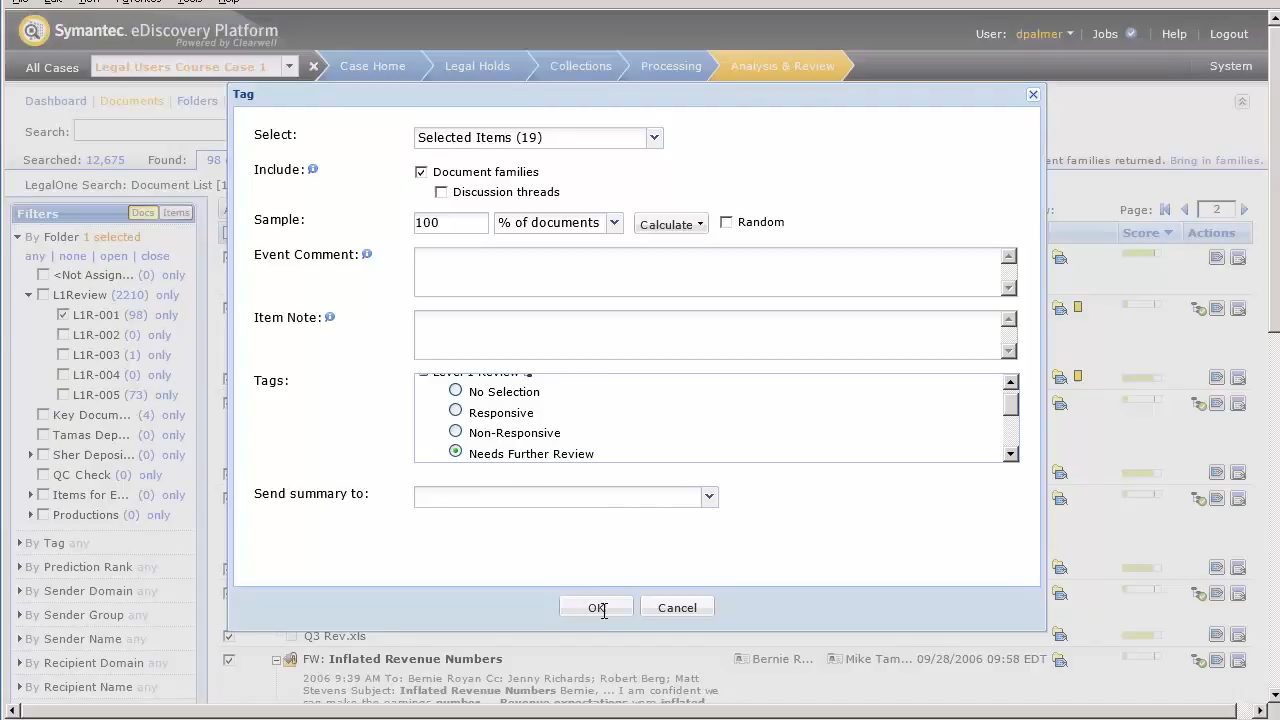 Symantec. eDiscovery Platform
Powered by Clearwell
User: dpalmer Jobs Help Logout
All Cases Legal Users Course Case 1 Case Home Legal Holds Collections Processing Analysis & Review System
Dashboard Documents Folders
Search:
Searched: 12,675 Found: 98
ent families returned. Bring in families.
LegalOne Search: Document List [1
Page: 2
Filters Docs Items
Score Actions
By Folder 1 selected
any | none | open | close
<Not Assign... (0) only
L1Review (2210) only
L1R-001 (98) only
L1R-002 (0) only
L1R-003 (1) only
L1R-004 (0) only
L1R-005 (73) only
Key Docum... (4) only
Tamas Dep... (0) only
Sher Deposi... (0) only
QC Check (0) only
Items for E... (0) only
Productions (0) only
By Tag any
By Prediction Rank any
By Sender Domain any
By Sender Group any
By Sender Name any
By Recipient Domain any
By Recipient Name any
Tag
Select: Selected Items (19)
Include: Document families
Discussion threads
Sample: 100 % of documents Calculate Random
Event Comment:
Item Note:
Tags: Level 1 Review
No Selection
Responsive
Non-Responsive
Needs Further Review
Send summary to:
OK Cancel
Q3 Rev.xls
FW: Inflated Revenue Numbers Bernie R... Mike Tam... 09/28/2006 09:58 EDT
2006 9:39 AM To: Bernie Royan Cc: Jenny Richards; Robert Berg; Matt
Stevens Subject: Inflated Revenue Numbers Bernie, ... I am confident we